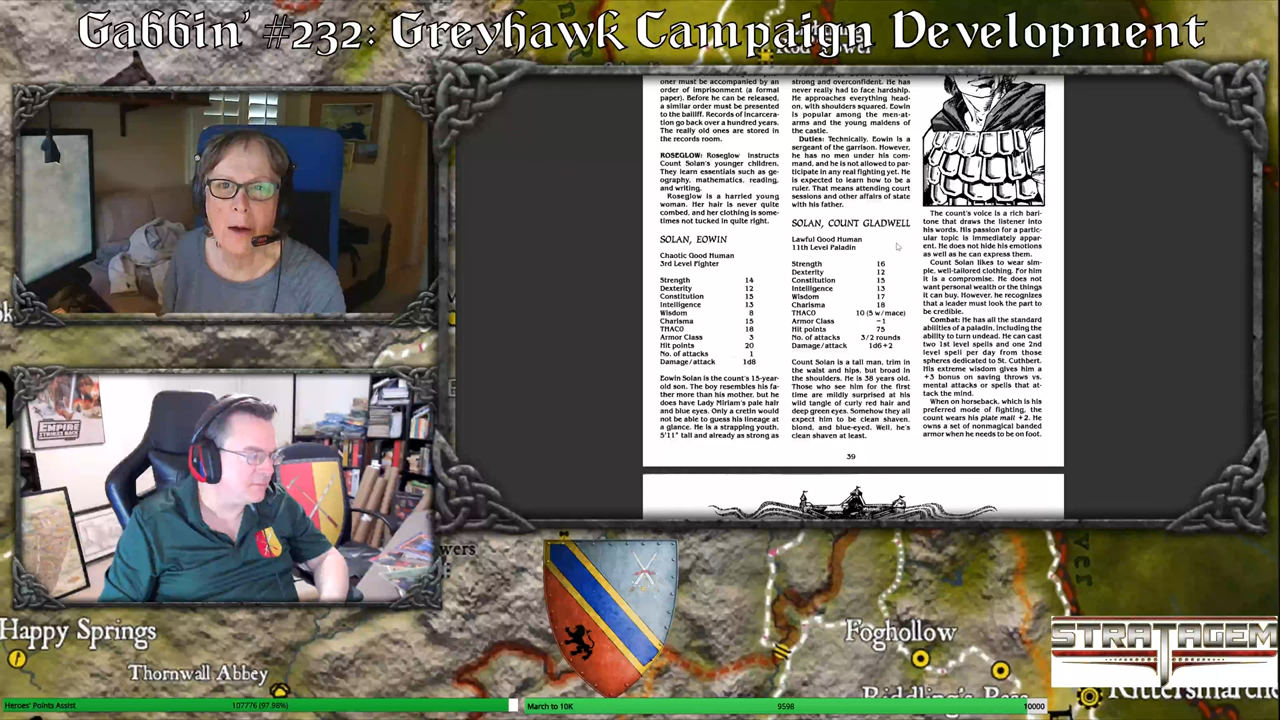 Gabbin' #232: Greyhawk Campaign Development
oner must be accompanied by an
order of imprisonment (a formal
paper). Before he can be released,
a similar order must be presented
to the bailiff. Records of incarcera-
tion go back over a hundred years.
The really old ones are stored in
the records room.
ROSEGLOW: Roseglow instructs
Count Solan's younger children.
They learn essentials such as ge-
ography, mathematics, reading,
and writing.
Roseglow is a harried young
woman. Her hair is never quite
combed, and her clothing is some-
times not tucked in quite right.
SOLAN, EOWIN
Chaotic Good Human
3rd Level Fighter
Strength 14
Dexterity 12
Constitution 15
Intelligence 13
Wisdom 8
Charisma 15
THAC0 18
Armor Class 3
Hit points 20
No. of attacks 1
Damage/attack 1d8
Eowin Solan is the count's 15-year-
old son. The boy resembles his fa-
ther more than his mother, but he
does have Lady Miriam's pale hair
and blue eyes. Only a cretin would
not be able to guess his lineage at
a glance. He is a strapping youth,
5'11" tall and already as strong as
strong and overconfident. He has
never really had to face hardship.
He approaches everything head-
on, with shoulders squared. Eowin
is popular among the men-at-
arms and the young maidens of
the castle.
Duties: Technically, Eowin is a
sergeant of the garrison. However,
he has no men under his com-
mand, and he is not allowed to par-
ticipate in any real fighting yet. He
is expected to learn how to be a
ruler. That means attending court
sessions and other affairs of state
with his father.
SOLAN, COUNT GLADWELL
Lawful Good Human
11th Level Paladin
Strength 16
Dexterity 12
Constitution 15
Intelligence 13
Wisdom 17
Charisma 18
THAC0 10 (5 w/mace)
Armor Class -1
Hit points 75
No. of attacks 3/2 rounds
Damage/attack 1d6+2
Count Solan is a tall man, trim in
the waist and hips, but broad in
the shoulders. He is 38 years old.
Those who see him for the first
time are mildly surprised at his
wild tangle of curly red hair and
deep green eyes. Somehow they all
expect him to be clean shaven,
blond, and blue-eyed. Well, he's
clean shaven at least.
The count's voice is a rich bari-
tone that draws the listener into
his words. His passion for a partic-
ular topic is immediately appar-
ent. He does not hide his emotions
as well as he can express them.
Count Solan likes to wear sim-
ple, well-tailored clothing. For him
it is a compromise. He does not
want personal wealth or the things
it can buy. However, he recognizes
that a leader must look the part to
be credible.
Combat: He has all the standard
abilities of a paladin, including the
ability to turn undead. He can cast
two 1st level spells and one 2nd
level spell per day from those
spheres dedicated to St. Cuthbert.
His extreme wisdom gives him a
+3 bonus on saving throws vs.
mental attacks or spells that at-
tack the mind.
When on horseback, which is his
preferred mode of fighting, the
count wears his plate mail +2. He
owns a set of nonmagical banded
armor when he needs to be on foot.
39
EMPIRE
STRIKES
BACK
wers
ver
Happy Springs
Thornwall Abbey
Foghollow
STRATAGEM
Heroes' Points Assist 107776 (97.98%)
March to 10K 9598 10000